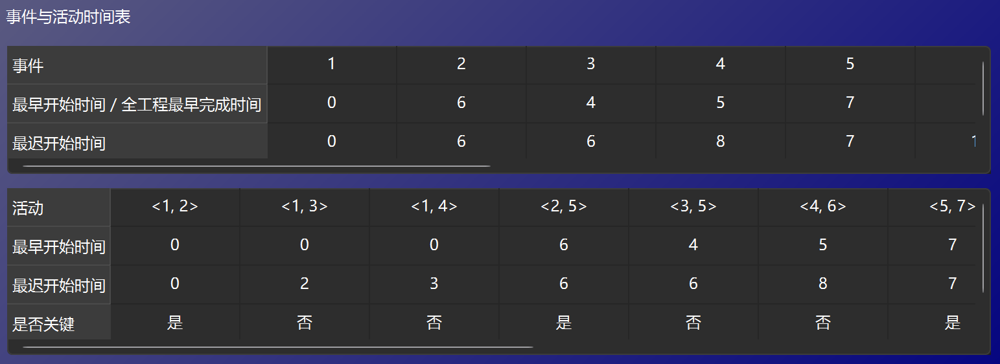 事件与活动时间表
事件 1 2 3 4 5
最早开始时间 / 全工程最早完成时间 0 6 4 5 7
最迟开始时间 0 6 6 8 7
活动 <1, 2> <1, 3> <1, 4> <2, 5> <3, 5> <4, 6> <5, 7>
最早开始时间 0 0 0 6 4 5 7
最迟开始时间 0 2 3 6 6 8 7
是否关键 是 否 否 是 否 否 是